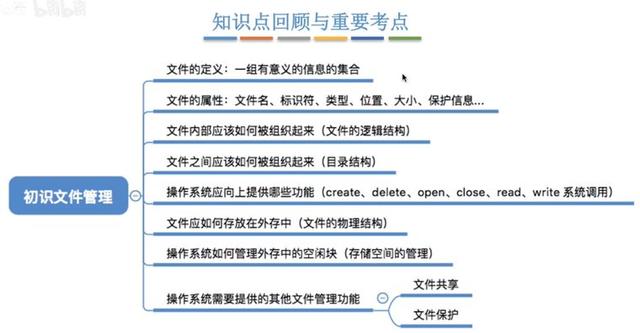 bilibili
知识点回顾与重要考点
文件的定义：一组有意义的信息的集合
文件的属性：文件名、标识符、类型、位置、大小、保护信息...
文件内部应该如何被组织起来（文件的逻辑结构）
文件之间应该如何被组织起来（目录结构）
初识文件管理
操作系统应向上提供哪些功能（create、delete、open、close、read、write 系统调用）
文件应如何存放在外存中（文件的物理结构）
操作系统如何管理外存中的空闲块（存储空间的管理）
操作系统需要提供的其他文件管理功能
文件共享
文件保护